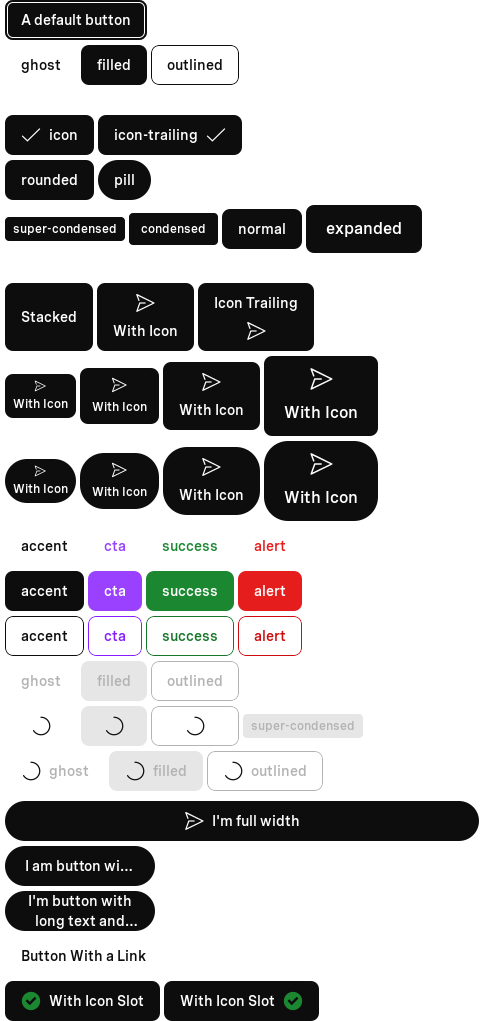 A default button
ghost filled outlined
icon icon-trailing
rounded pill
super-condensed condensed normal expanded
Stacked With Icon Icon Trailing
With Icon With Icon With Icon With Icon
With Icon With Icon With Icon With Icon
accent cta success alert
accent cta success alert
accent cta success alert
ghost filled outlined
super-condensed
ghost filled outlined
I'm full width
I am button wi...
I'm button with
long text and...
Button With a Link
With Icon Slot With Icon Slot